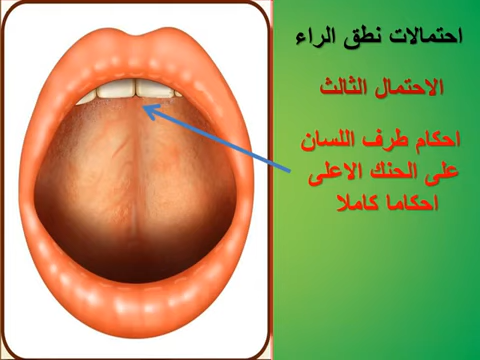 احتمالات نطق الراء
الاحتمال الثالث
احكام طرف اللسان
على الحنك الاعلى
احكاما كاملا